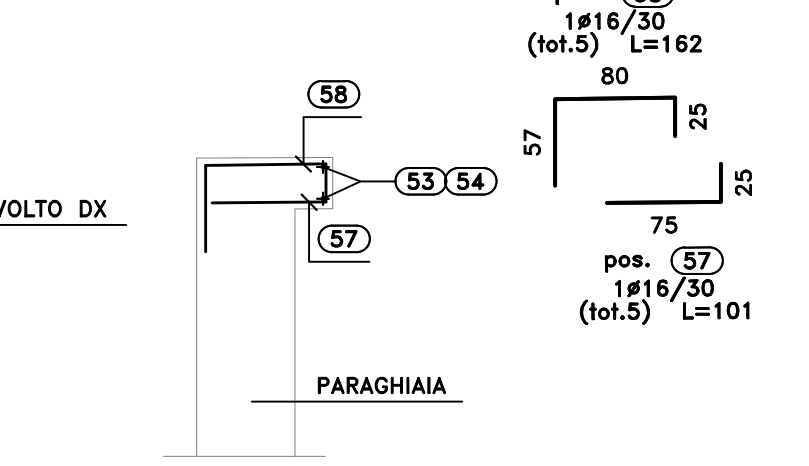 1ø16/30
(tot.5) L=162
80
25
57
58
53 54
VOLTO DX
25
75
57
pos. 57
1ø16/30
(tot.5) L=101
PARAGHIAIA